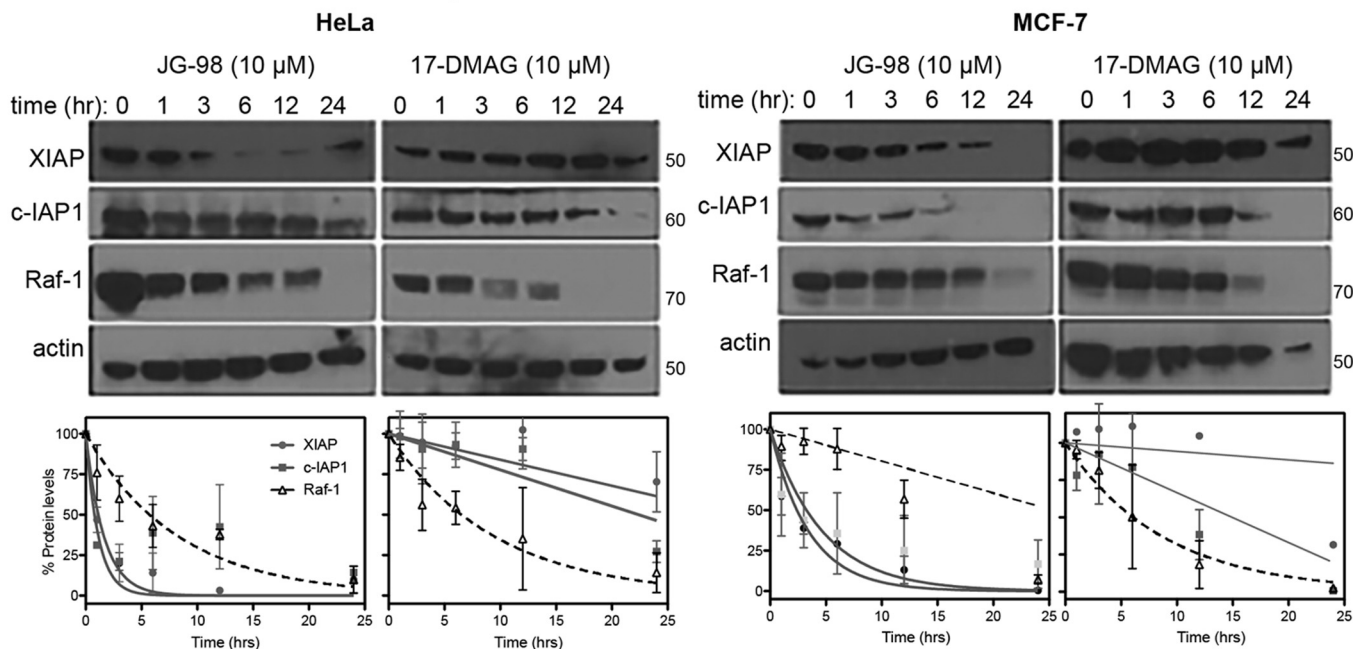 HeLa
MCF-7
JG-98 (10 µM)
17-DMAG (10 µM)
JG-98 (10 µM)
17-DMAG (10 µM)
time (hr): 0 1 3 6 12 24
0 1 3 6 12 24
time (hr): 0 1 3 6 12 24
0 1 3 6 12 24
XIAP
50
XIAP
50
c-IAP1
60
c-IAP1
60
Raf-1
70
Raf-1
70
actin
50
actin
50
% Protein levels
100
75
50
25
0
XIAP
c-IAP1
Raf-1
0 5 10 15 20 25
Time (hrs)
0 5 10 15 20 25
Time (hrs)
100
75
50
25
0
0 5 10 15 20 25
Time (hrs)
0 5 10 15 20 25
Time (hrs)